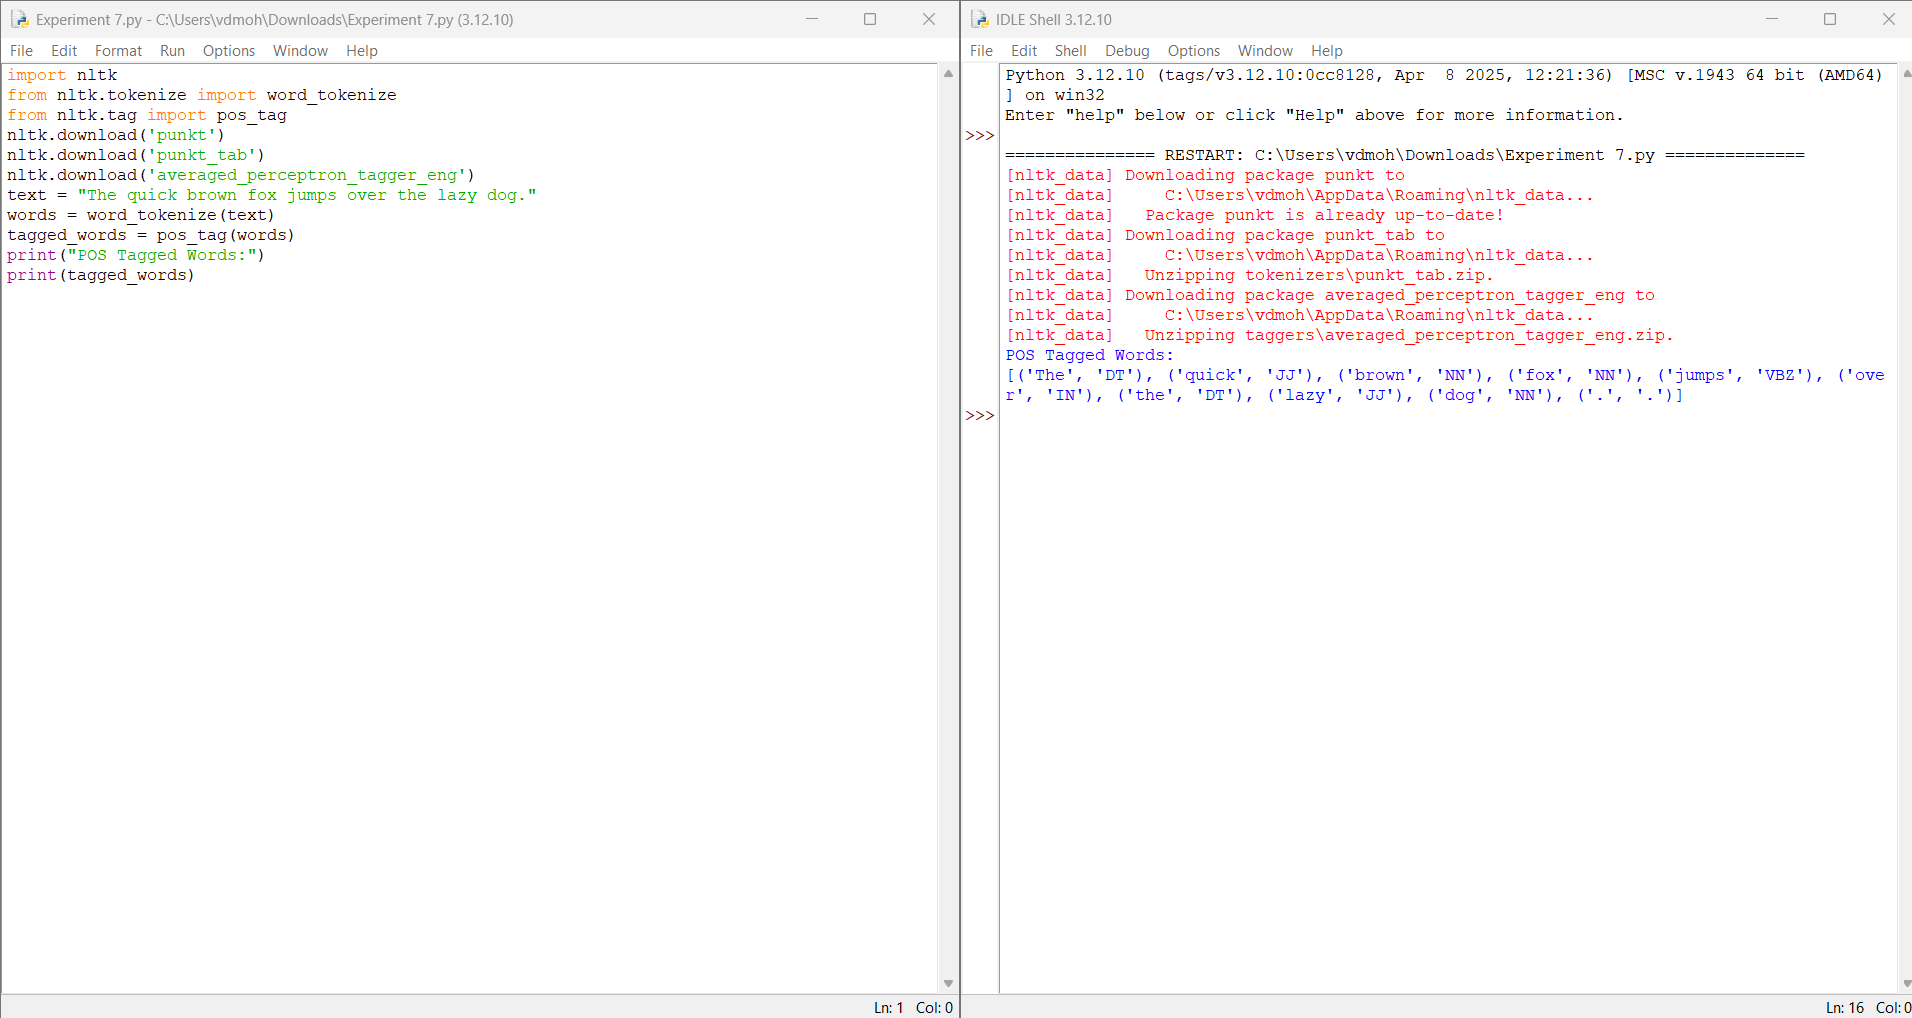 Experiment 7.py - C:\Users\vdmoh\Downloads\Experiment 7.py (3.12.10)
File Edit Format Run Options Window Help
import nltk
from nltk.tokenize import word_tokenize
from nltk.tag import pos_tag
nltk.download('punkt')
nltk.download('punkt_tab')
nltk.download('averaged_perceptron_tagger_eng')
text = "The quick brown fox jumps over the lazy dog."
words = word_tokenize(text)
tagged_words = pos_tag(words)
print("POS Tagged Words:")
print(tagged_words)
Ln: 1 Col: 0
IDLE Shell 3.12.10
File Edit Shell Debug Options Window Help
Python 3.12.10 (tags/v3.12.10:0cc8128, Apr  8 2025, 12:21:36) [MSC v.1943 64 bit (AMD64)
] on win32
Enter "help" below or click "Help" above for more information.
>>>
=============== RESTART: C:\Users\vdmoh\Downloads\Experiment 7.py ==============
[nltk_data] Downloading package punkt to
[nltk_data]     C:\Users\vdmoh\AppData\Roaming\nltk_data...
[nltk_data]   Package punkt is already up-to-date!
[nltk_data] Downloading package punkt_tab to
[nltk_data]     C:\Users\vdmoh\AppData\Roaming\nltk_data...
[nltk_data]   Unzipping tokenizers\punkt_tab.zip.
[nltk_data] Downloading package averaged_perceptron_tagger_eng to
[nltk_data]     C:\Users\vdmoh\AppData\Roaming\nltk_data...
[nltk_data]   Unzipping taggers\averaged_perceptron_tagger_eng.zip.
POS Tagged Words:
[('The', 'DT'), ('quick', 'JJ'), ('brown', 'NN'), ('fox', 'NN'), ('jumps', 'VBZ'), ('ove
r', 'IN'), ('the', 'DT'), ('lazy', 'JJ'), ('dog', 'NN'), ('.', '.')]
>>>
Ln: 16 Col: 0